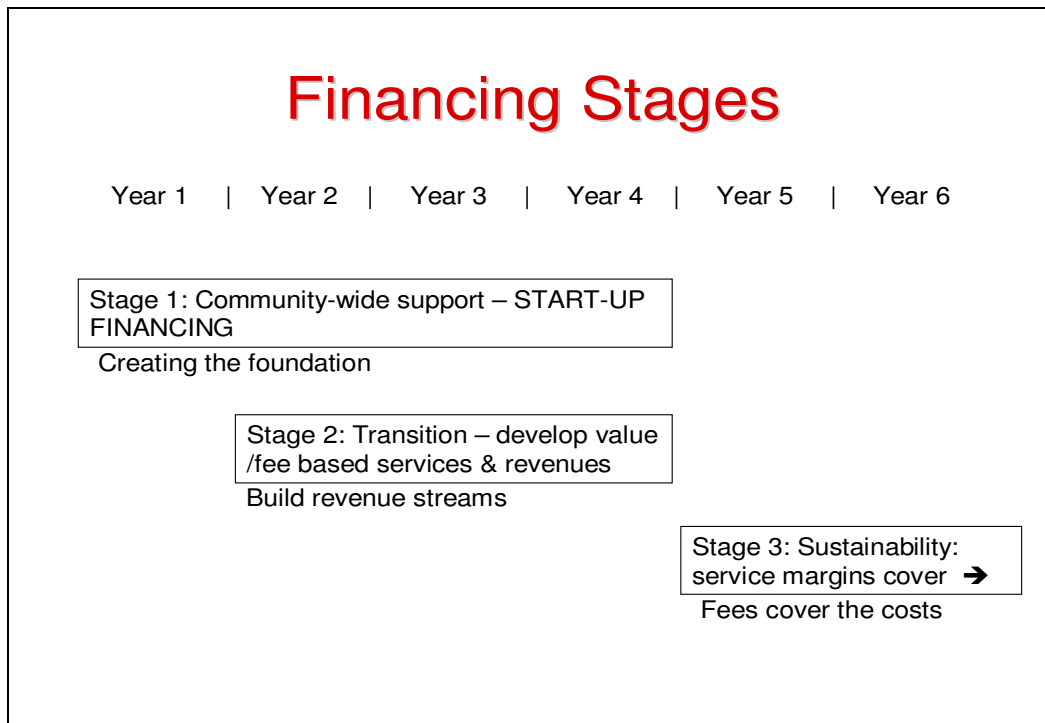 Financing Stages
Year 1 | Year 2 | Year 3 | Year 4 | Year 5 | Year 6
Stage 1: Community-wide support – START-UP
FINANCING
Creating the foundation
Stage 2: Transition – develop value
/fee based services & revenues
Build revenue streams
Stage 3: Sustainability:
service margins cover ➔
Fees cover the costs